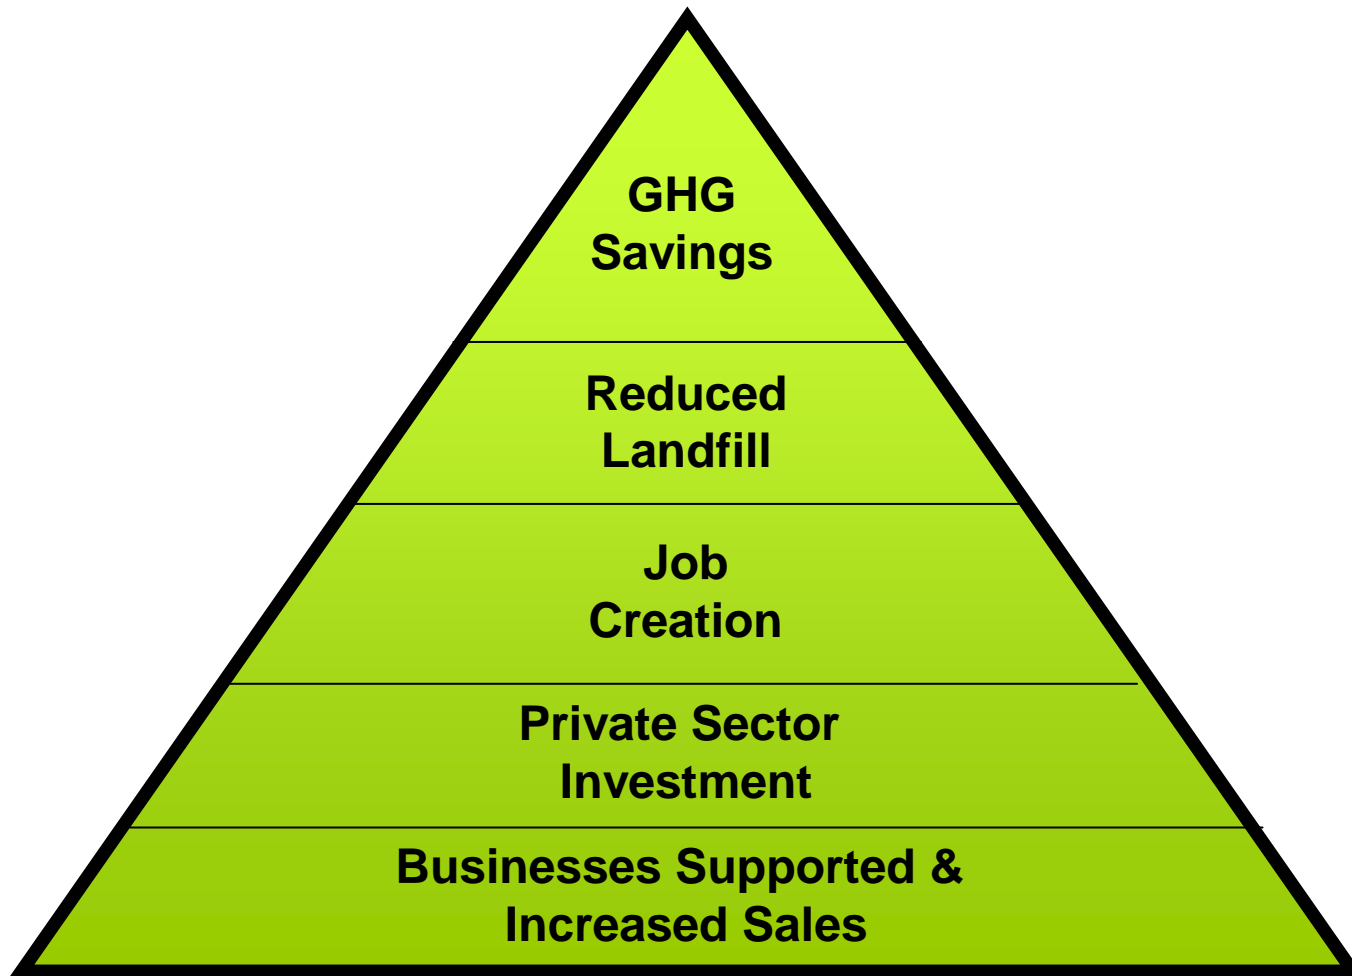 GHG
Savings
Reduced
Landfill
Job
Creation
Private Sector
Investment
Businesses Supported &
Increased Sales